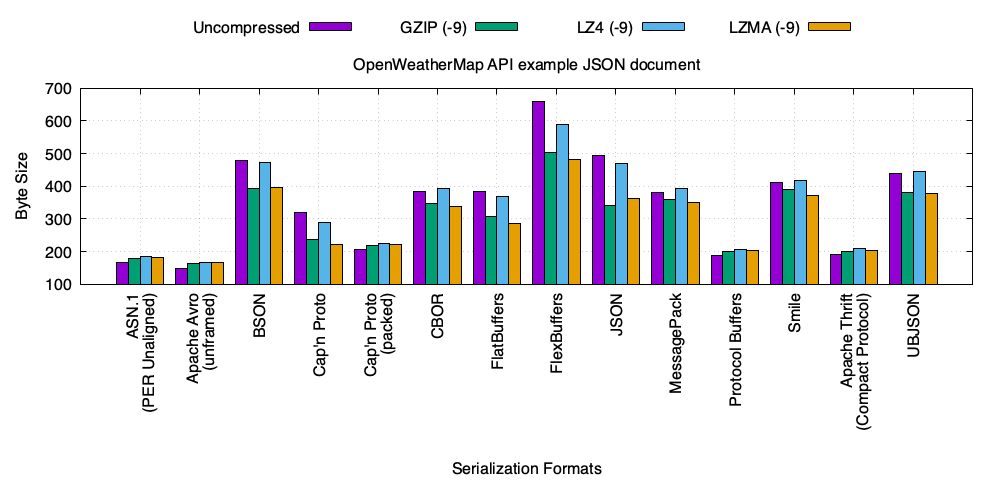 Uncompressed GZIP (-9) LZ4 (-9) LZMA (-9)
OpenWeatherMap API example JSON document
Byte Size
700
600
500
400
300
200
100
ASN.1
(PER Unaligned)
Apache Avro
(unframed)
BSON
Cap'n Proto
Cap'n Proto
(packed)
CBOR
FlatBuffers
FlexBuffers
JSON
MessagePack
Protocol Buffers
Smile
Apache Thrift
(Compact Protocol)
UBJSON
Serialization Formats